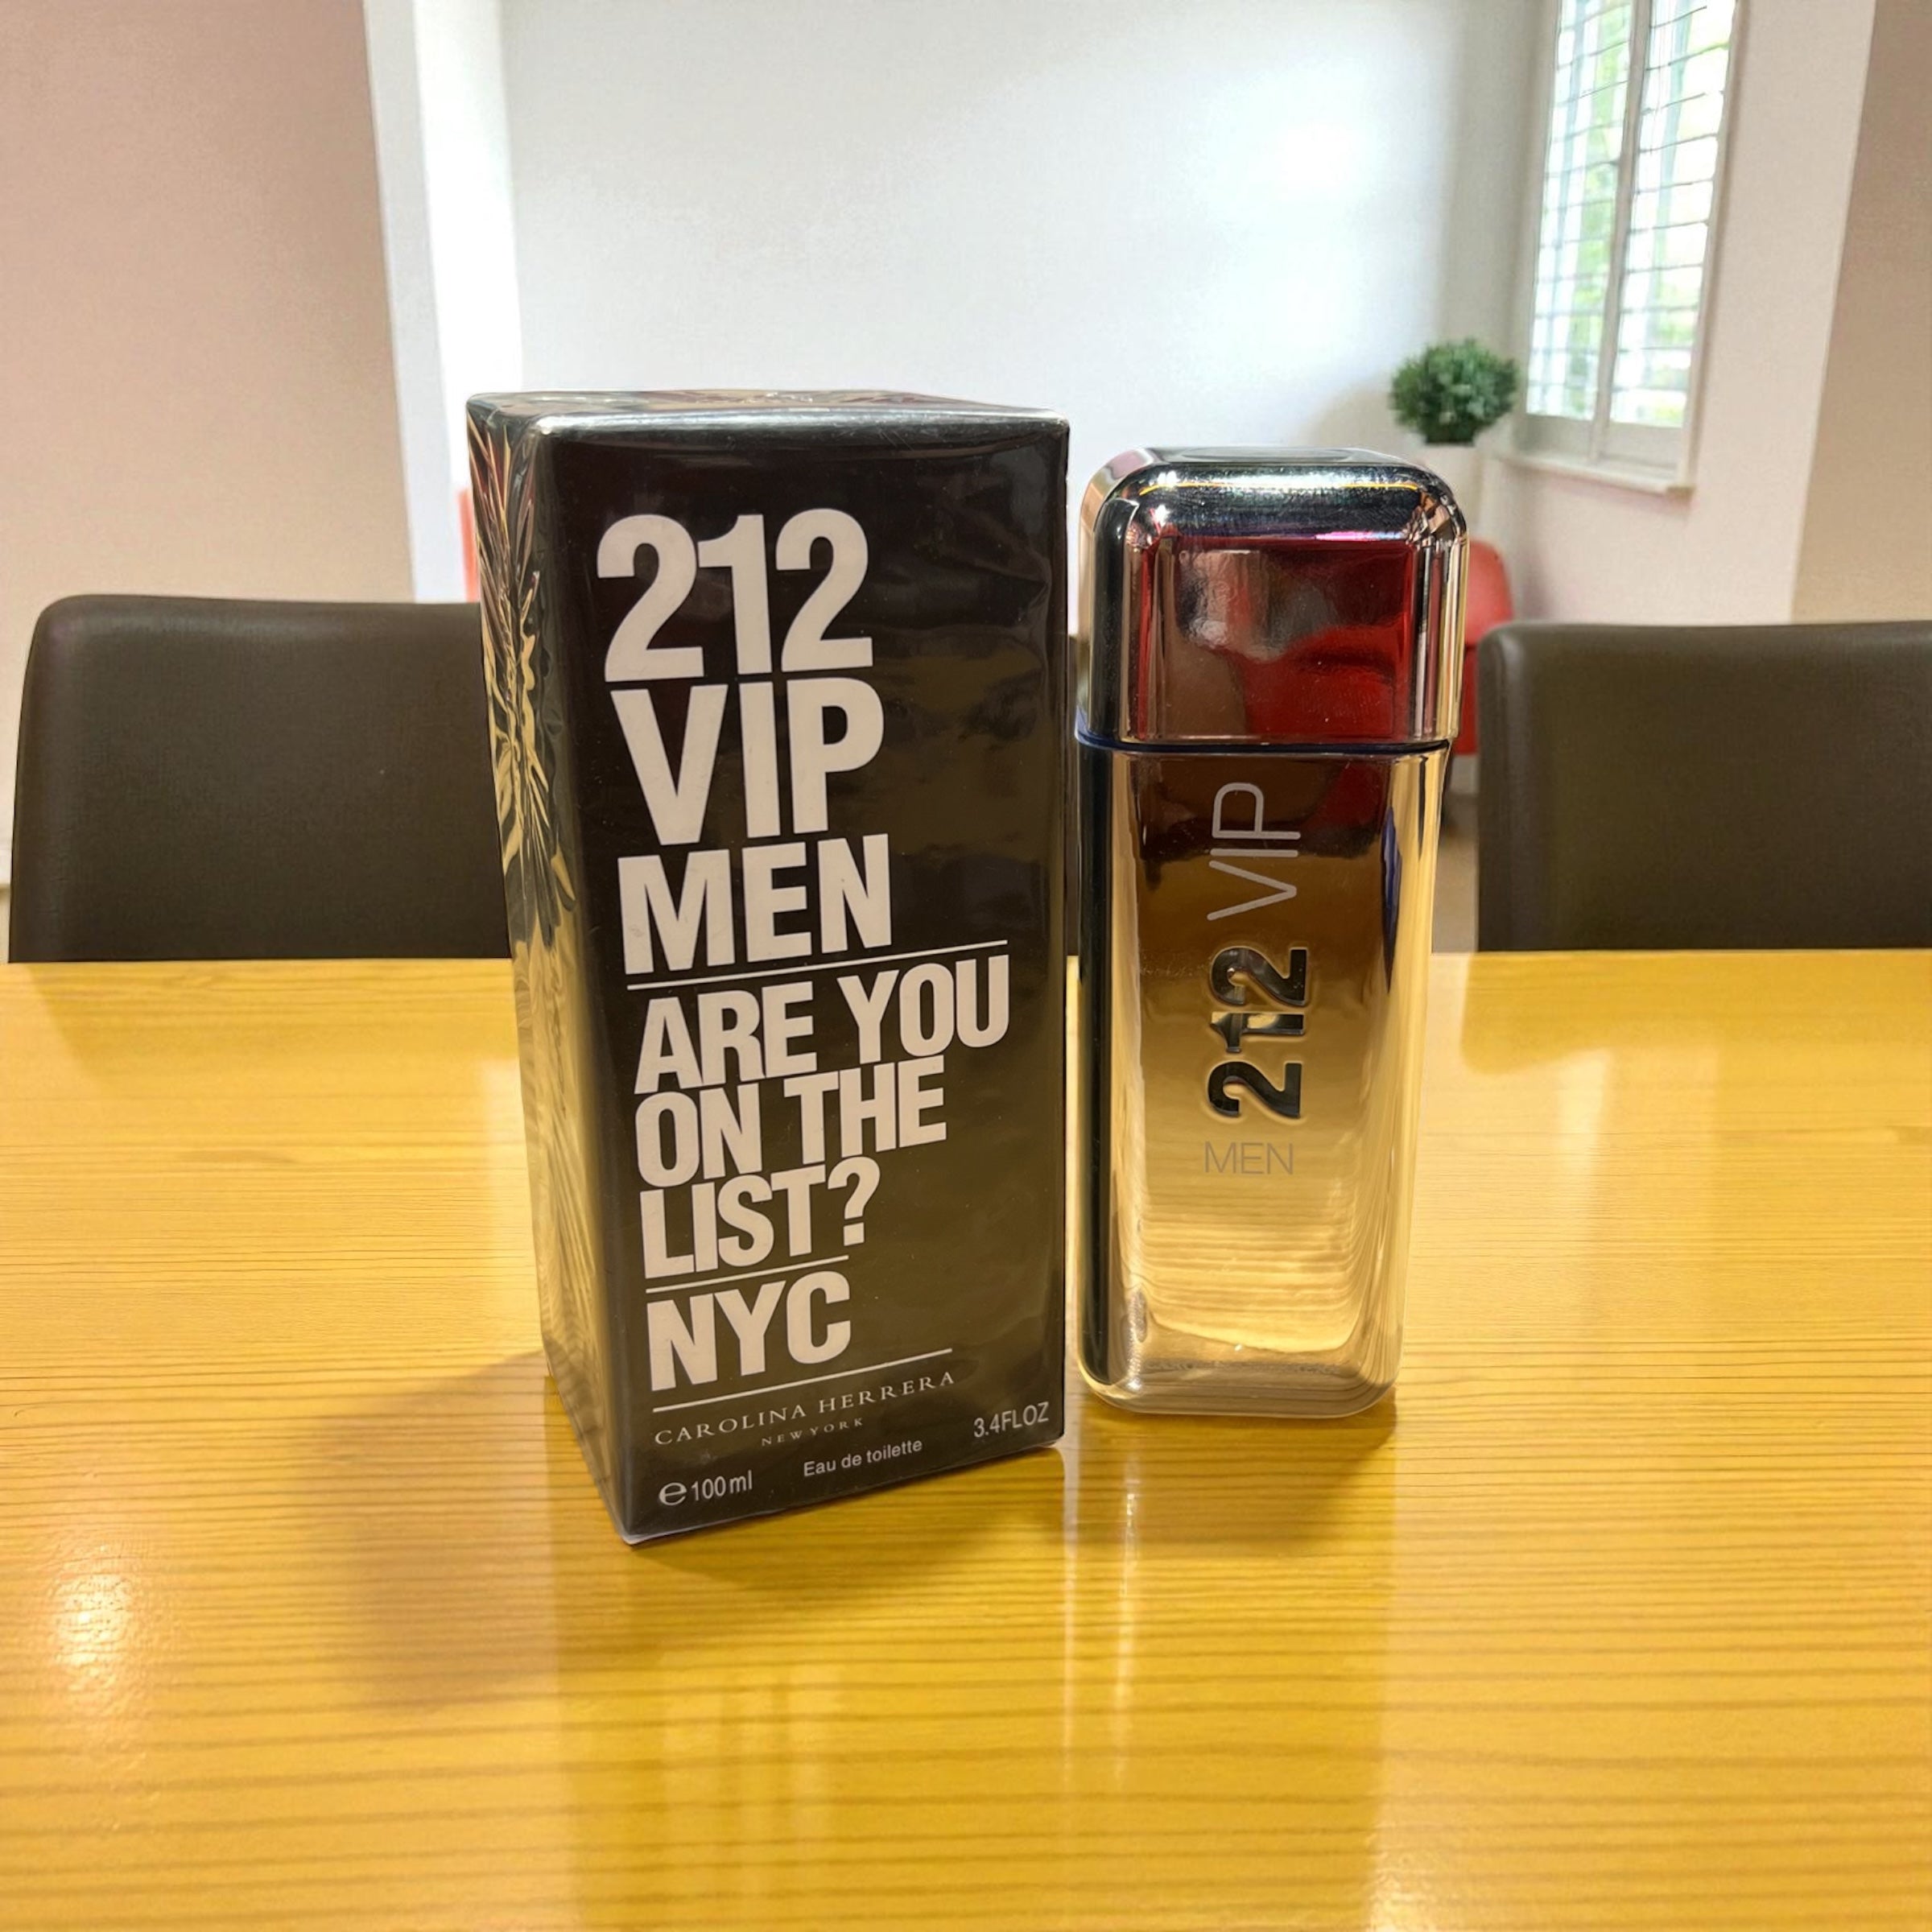 212
VIP
MEN
ARE YOU
ON THE
LIST?
NYC
CAROLINA HERRERA
NEW YORK
℮100ml Eau de toilette 3.4FLOZ
212 VIP
MEN